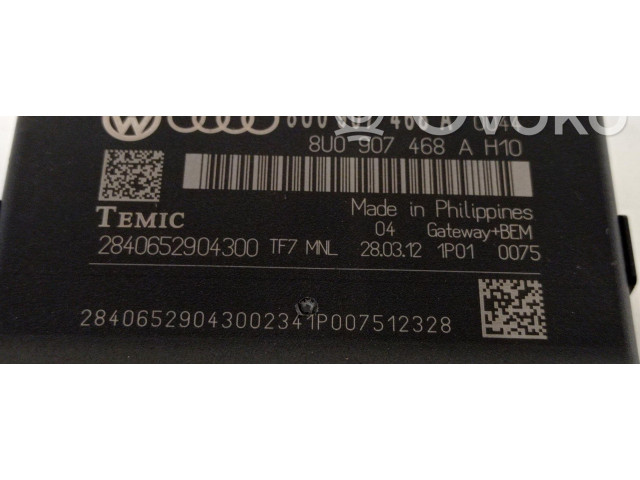 8U0 907 468 A H10
TEMIC
Made in Philippines
04 Gateway+BEM
2840652904300 TF7 MNL 28.03.12 1P01 0075
28406529043002341P007512328